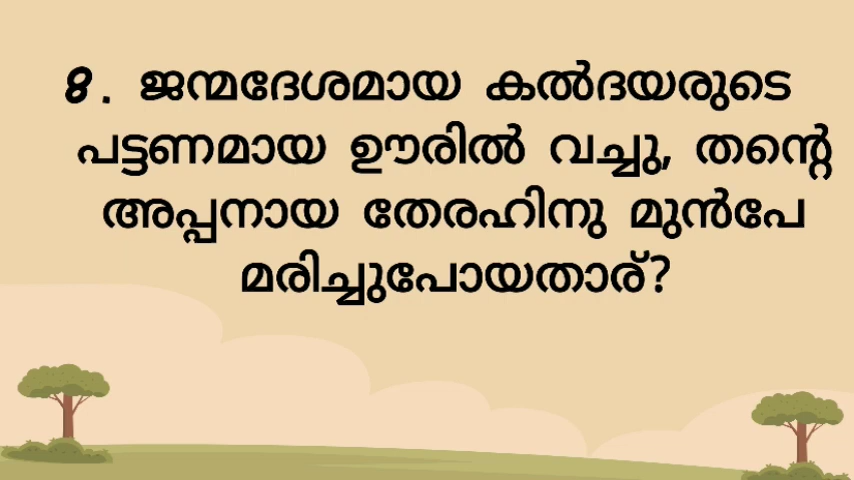 8. ജന്മദേശമായ കൽദയരുടെ
പട്ടണമായ ഊരിൽ വച്ചു, തന്റെ
അപ്പനായ തേരഹിനു മുൻപേ
മരിച്ചുപോയതാര്?